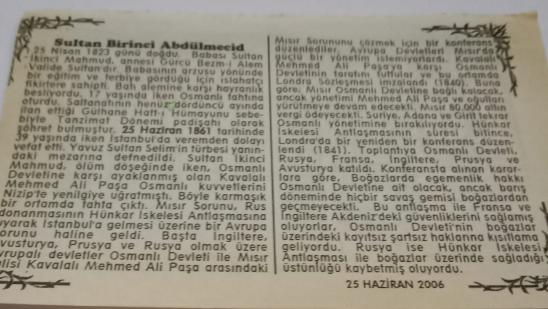 Sultan Birinci Abdülmecid
25 Nisan 1823 günü doğdu. Babası Sultan
İkinci Mahmud, annesi Gürcü Bezm-i Alem
Valide Sultan'dır. Babasının arzusu yönünde
bir eğitim ve terbiye gördüğü için ıslahatçı
fikirlere sahipti. Batı alemine karşı hayranlık
besliyordu. 17 yaşında iken Osmanlı tahtına
oturdu. Saltanatının henüz dördüncü ayında
ilan ettiği Gülhane Hatt-ı Hümayunu sebe-
biyle Tanzimat Dönemi padişahı olarak
şöhret bulmuştur. 25 Haziran 1861 tarihinde
39 yaşında iken İstanbul'da veremden dolayı
vefat etti. Yavuz Sultan Selim'in türbesi yanın-
daki mezarına defnedildi. Sultan İkinci
Mahmud, ölüm döşeğinde iken, Osmanlı
Devletine karşı ayaklanmış olan Kavalalı
Mehmed Ali Paşa Osmanlı kuvvetlerini
Nizip'te yenilgiye uğratmıştı. Böyle karmaşık
bir ortamda tahta çıktı. Mısır Sorunu, Rus
donanmasının Hünkar İskelesi Antlaşmasına
uyarak İstanbul'a gelmesi üzerine bir Avrupa
sorunu haline geldi. Başta İngiltere,
Avusturya, Prusya ve Rusya olmak üzere
Avrupalı devletler Osmanlı Devleti ile Mısır
Valisi Kavalalı Mehmed Ali Paşa arasındaki
Mısır Sorununu çözmek için bir konferans
düzenlediler, Avrupa Devletleri Mısır'da
güçlü bir yönetim istemiyorlardı. Kavalalı
Mehmed Ali Paşa'ya karşı Osmanlı
Devletinin tarafını tuttular ve bu ortamda
Londra Sözleşmesi imzalandı (1840). Buna
göre, Mısır Osmanlı Devletine bağlı kalacak,
ancak yönetimi Mehmed Ali Paşa ve oğulları
yürütmeye devam edecekti. Mısır 80.000 altın
vergi ödeyecekti. Suriye, Adana ve Girit tekrar
Osmanlı yönetimine bırakılıyordu. Hünkar
İskelesi Antlaşmasının süresi bitince,
Londra'da bir yeniden bir konferans düzen-
lendi (1841). Toplantıya Osmanlı Devleti,
Rusya, Fransa, İngiltere, Prusya ve
Avusturya katıldı. Konferansta alınan karar-
lara göre, Boğazlarda egemenlik hakkı
Osmanlı Devletine ait olacak, ancak barış
döneminde hiçbir savaş gemisi boğazlardan
geçmeyecekti. Bu antlaşma ile Fransa ve
İngiltere Akdeniz'deki güvenliklerini sağlamış
oluyorlar, Osmanlı Devleti'nin boğazlar
üzerindeki kayıtsız şartsız haklarına kısıtlama
geliyordu. Rusya ise Hünkar İskelesi
Antlaşması ile boğazlar üzerinde sağladığı
üstünlüğü kaybetmiş oluyordu.
25 HAZİRAN 2006